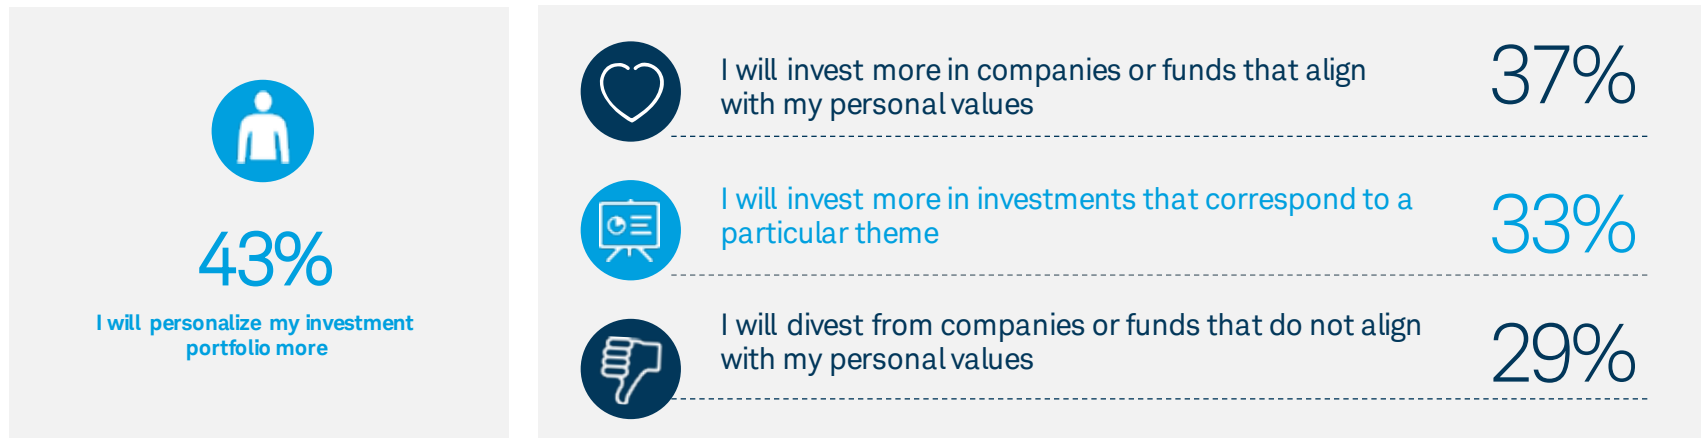 43%
I will personalize my investment
portfolio more
I will invest more in companies or funds that align
with my personal values
37%
I will invest more in investments that correspond to a
particular theme
33%
I will divest from companies or funds that do not align
with my personal values
29%